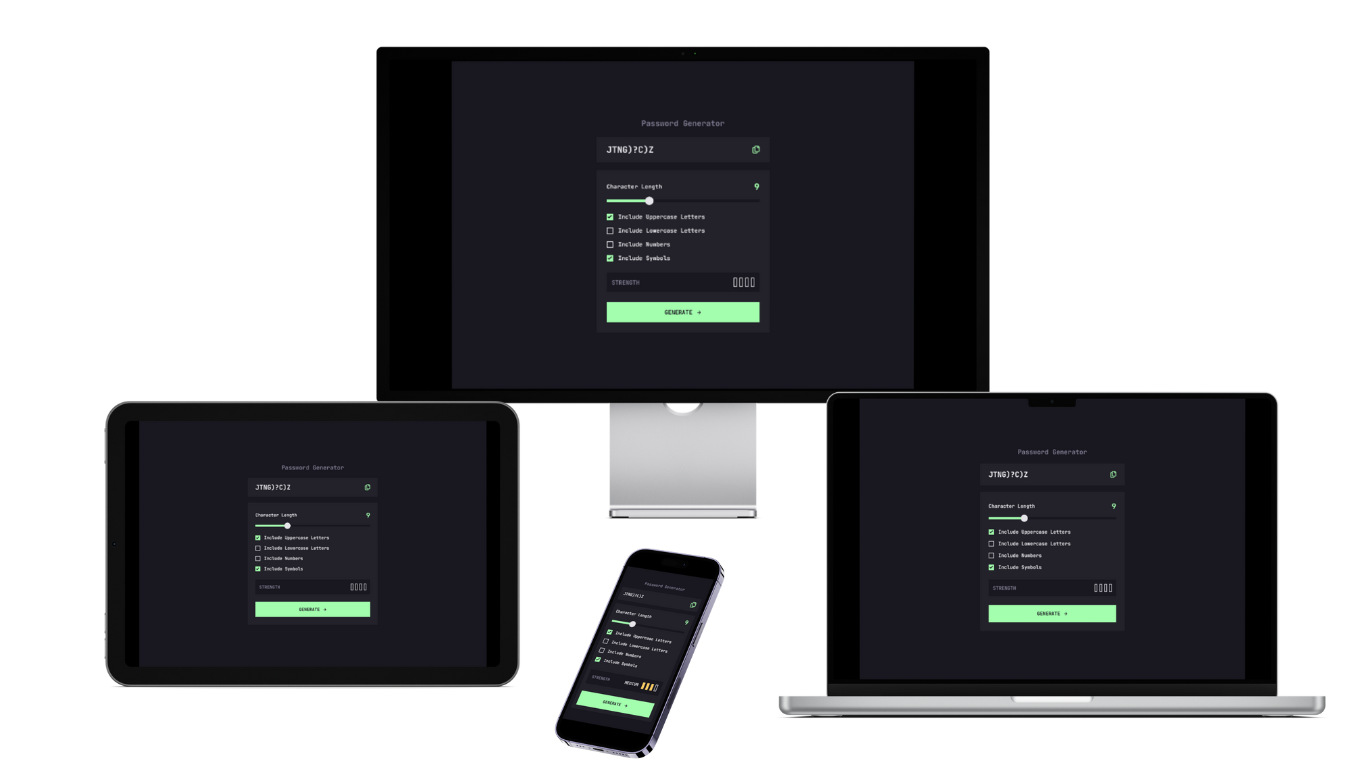 Password Generator
JTNG)?C)Z
Character Length 9
Include Uppercase Letters
Include Lowercase Letters
Include Numbers
Include Symbols
STRENGTH
GENERATE →
Password Generator
JTNG)?C)Z
Character Length 9
Include Uppercase Letters
Include Lowercase Letters
Include Numbers
Include Symbols
STRENGTH
GENERATE →
Password Generator
JTNG)?C)Z
Character Length 9
Include Uppercase Letters
Include Lowercase Letters
Include Numbers
Include Symbols
STRENGTH
GENERATE →
Password Generator
Character Length 9
Include Uppercase Letters
Include Lowercase Letters
Include Numbers
Include Symbols
STRENGTH MEDIUM
GENERATE →